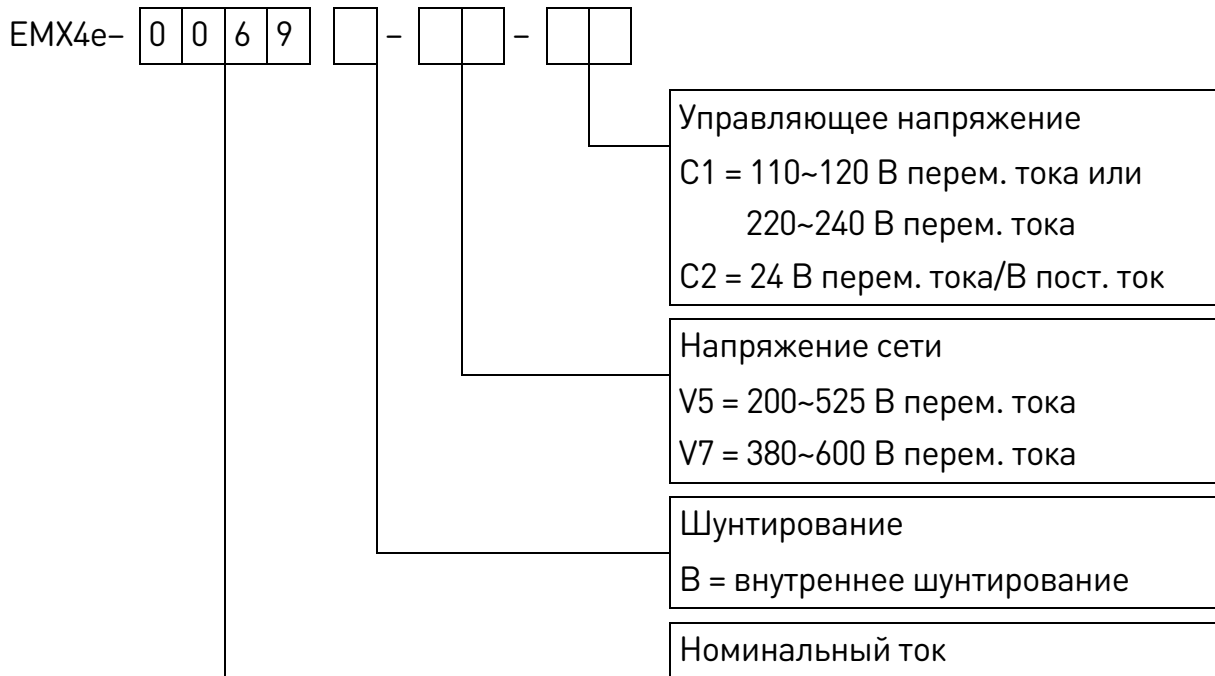 EMX4e– 0 0 6 9 – –
Управляющее напряжение
C1 = 110~120 В перем. тока или
220~240 В перем. тока
C2 = 24 В перем. тока/В пост. ток
Напряжение сети
V5 = 200~525 В перем. тока
V7 = 380~600 В перем. тока
Шунтирование
B = внутреннее шунтирование
Номинальный ток